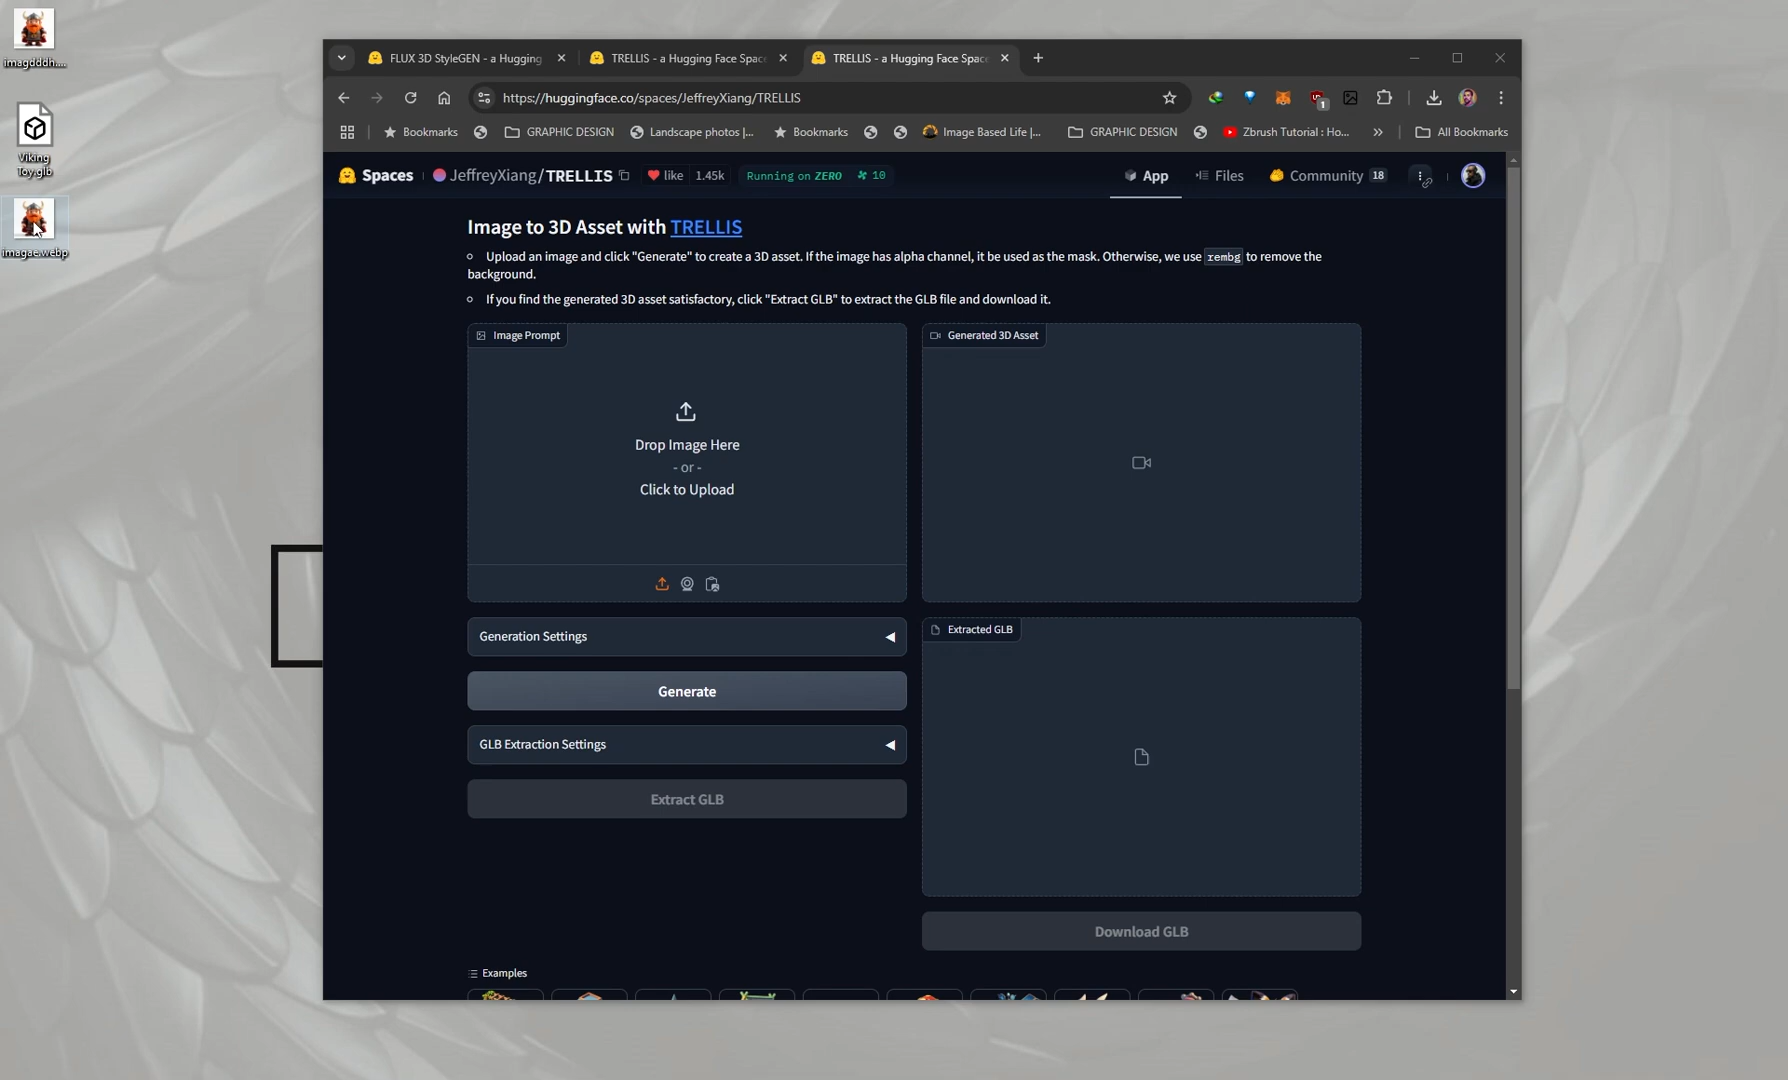 imagdddh....
Viking
Toy.glb
imagae.webp
FLUX 3D StyleGEN - a Hugging
TRELLIS - a Hugging Face Space
TRELLIS - a Hugging Face Space
https://huggingface.co/spaces/JeffreyXiang/TRELLIS
1
Bookmarks
GRAPHIC DESIGN
Landscape photos |...
Bookmarks
Image Based Life |...
GRAPHIC DESIGN
Zbrush Tutorial : Ho...
»
All Bookmarks
Spaces
JeffreyXiang/TRELLIS
like 1.45k
Running on ZERO
10
App
Files
Community 18
Image to 3D Asset with TRELLIS
Upload an image and click "Generate" to create a 3D asset. If the image has alpha channel, it be used as the mask. Otherwise, we use rembg to remove the
background.
If you find the generated 3D asset satisfactory, click "Extract GLB" to extract the GLB file and download it.
Image Prompt
Generated 3D Asset
Drop Image Here
- or -
Click to Upload
Generation Settings
Extracted GLB
Generate
GLB Extraction Settings
Extract GLB
Download GLB
Examples